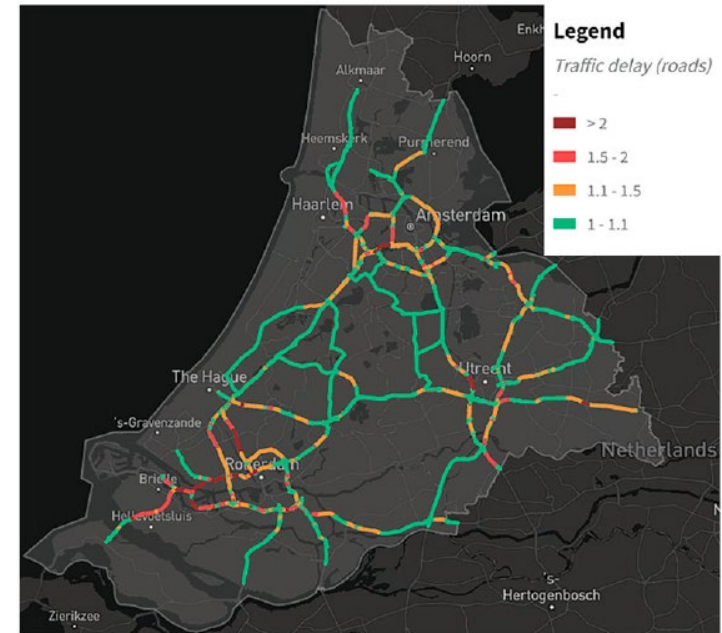 Legend
Traffic delay (roads)
-
> 2
1.5 - 2
1.1 - 1.5
1 - 1.1
Enkh
Hoorn
Alkmaar
Heemskerk
Purmerend
Haarlem
Amsterdam
The Hague
Utrecht
's-Gravenzande
Netherlands
Brielle
Rotterdam
Hellevoetsluis
's-
Hertogenbosch
Zierikzee